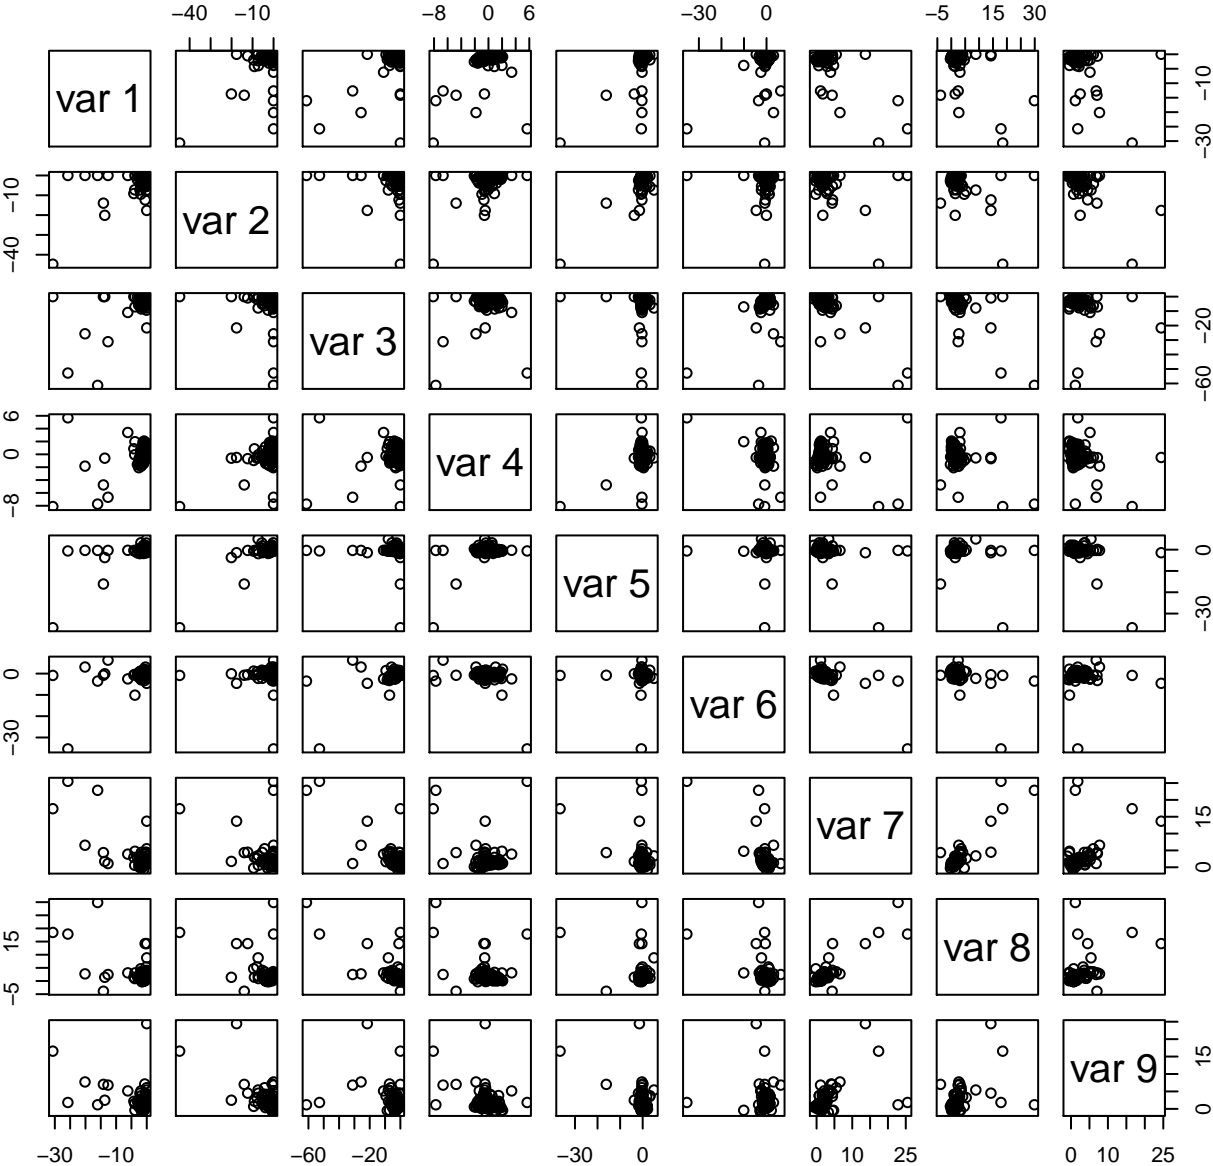 −40 −10 −8 0 6 −30 0 −5 15 30
var 1
−30 −10
−40 −10
var 2
var 3
−60 −20
−8 0 6
var 4
var 5
−30 0
−30 0
var 6
var 7
0 15
−5 15
var 8
var 9
0 15
−30 −10 −60 −20 −30 0 0 10 25 0 10 25